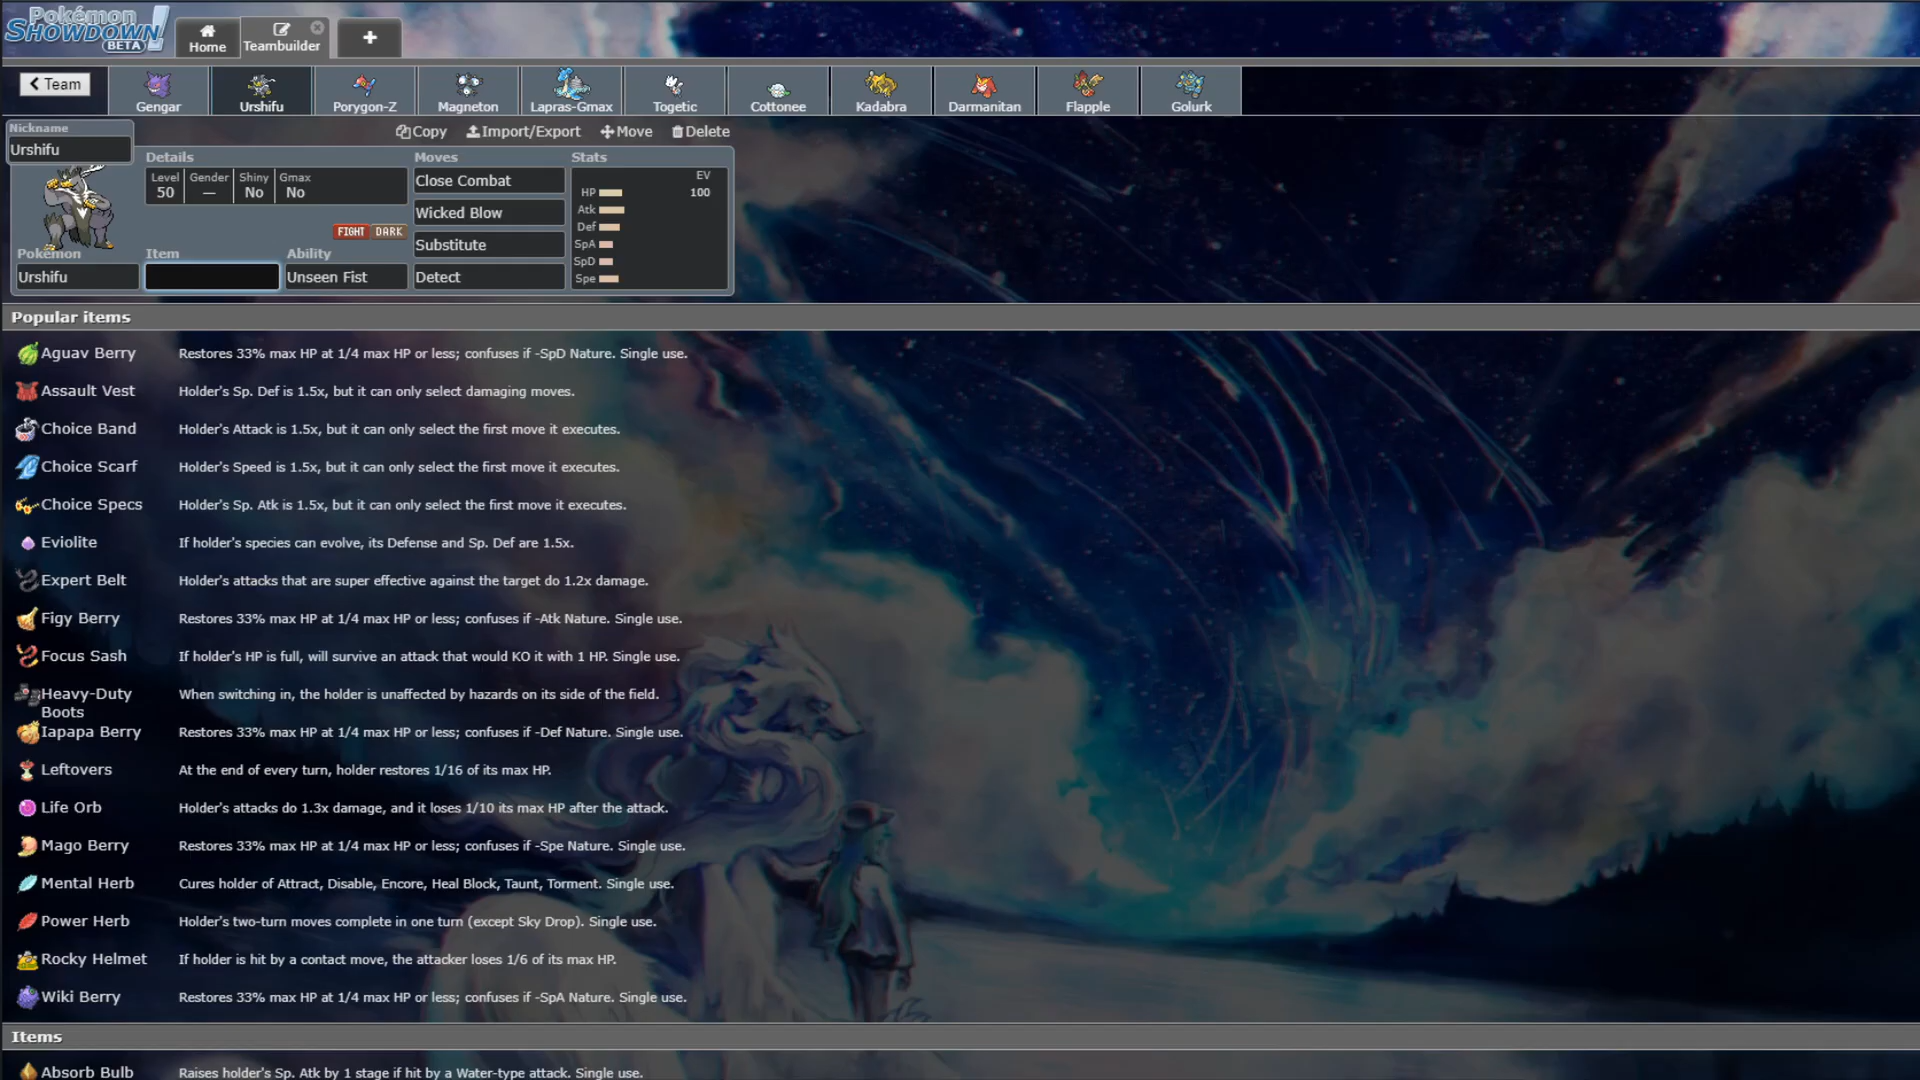 Pokémon
SHOWDOWN!
BETA
Home
Teambuilder
+
Team
Gengar
Urshifu
Porygon-Z
Magneton
Lapras-Gmax
Togetic
Cottonee
Kadabra
Darmanitan
Flapple
Golurk
Copy Import/Export Move Delete
Nickname
Urshifu
Details
Level Gender Shiny Gmax
50 — No No
FIGHT DARK
Pokémon Item Ability
Urshifu Unseen Fist
Moves
Close Combat
Wicked Blow
Substitute
Detect
Stats
EV
HP 100
Atk
Def
SpA
SpD
Spe
Popular items
Aguav Berry Restores 33% max HP at 1/4 max HP or less; confuses if -SpD Nature. Single use.
Assault Vest Holder's Sp. Def is 1.5x, but it can only select damaging moves.
Choice Band Holder's Attack is 1.5x, but it can only select the first move it executes.
Choice Scarf Holder's Speed is 1.5x, but it can only select the first move it executes.
Choice Specs Holder's Sp. Atk is 1.5x, but it can only select the first move it executes.
Eviolite If holder's species can evolve, its Defense and Sp. Def are 1.5x.
Expert Belt Holder's attacks that are super effective against the target do 1.2x damage.
Figy Berry Restores 33% max HP at 1/4 max HP or less; confuses if -Atk Nature. Single use.
Focus Sash If holder's HP is full, will survive an attack that would KO it with 1 HP. Single use.
Heavy-Duty Boots When switching in, the holder is unaffected by hazards on its side of the field.
Iapapa Berry Restores 33% max HP at 1/4 max HP or less; confuses if -Def Nature. Single use.
Leftovers At the end of every turn, holder restores 1/16 of its max HP.
Life Orb Holder's attacks do 1.3x damage, and it loses 1/10 its max HP after the attack.
Mago Berry Restores 33% max HP at 1/4 max HP or less; confuses if -Spe Nature. Single use.
Mental Herb Cures holder of Attract, Disable, Encore, Heal Block, Taunt, Torment. Single use.
Power Herb Holder's two-turn moves complete in one turn (except Sky Drop). Single use.
Rocky Helmet If holder is hit by a contact move, the attacker loses 1/6 of its max HP.
Wiki Berry Restores 33% max HP at 1/4 max HP or less; confuses if -SpA Nature. Single use.
Items
Absorb Bulb Raises holder's Sp. Atk by 1 stage if hit by a Water-type attack. Single use.